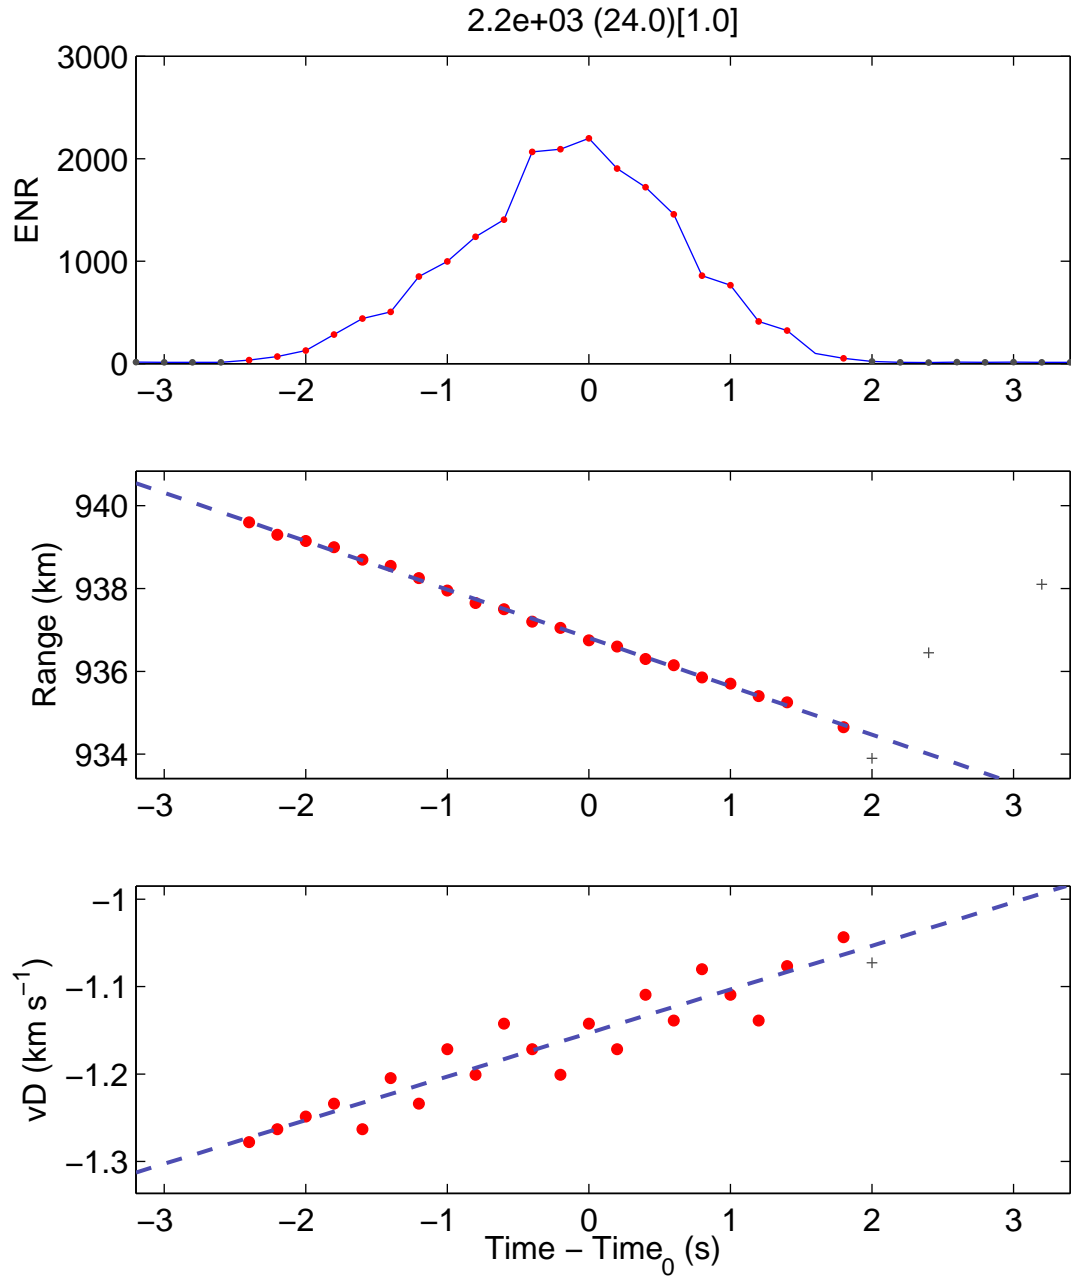 2.2e+03 (24.0)[1.0]
3000
2000
1000
0
ENR
−3 −2 −1 0 1 2 3
940
938
936
934
Range (km)
−3 −2 −1 0 1 2 3
−1
−1.1
−1.2
−1.3
vD (km s⁻¹)
−3 −2 −1 0 1 2 3
Time − Time₀ (s)